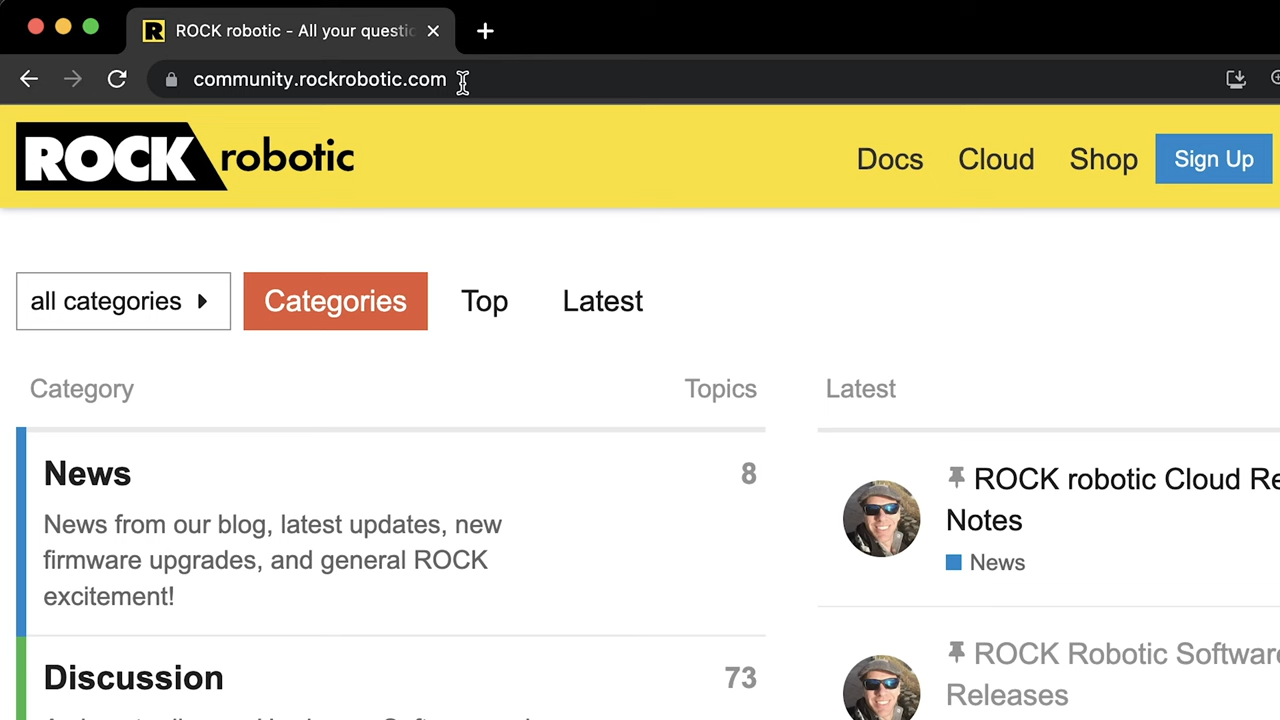 ROCK robotic - All your questi
community.rockrobotic.com
ROCK robotic
Docs Cloud Shop Sign Up
all categories Categories Top Latest
Category Topics Latest
News 8
News from our blog, latest updates, new
firmware upgrades, and general ROCK
excitement!
ROCK robotic Cloud Re
Notes
News
Discussion 73
ROCK Robotic Software
Releases